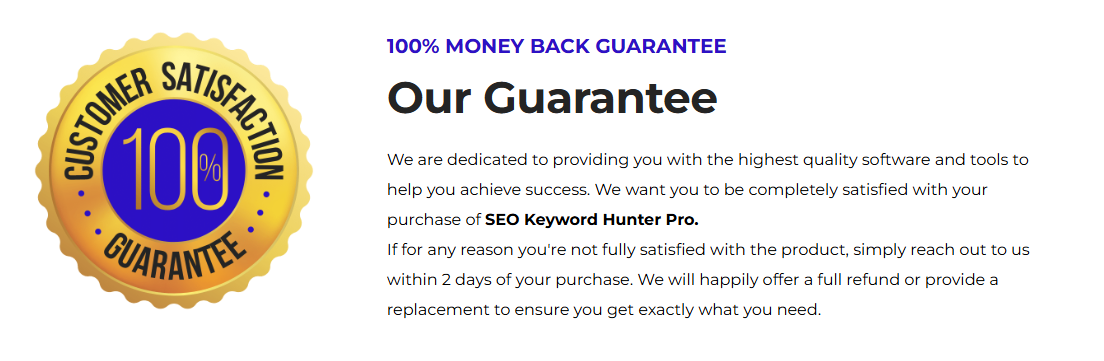 CUSTOMER SATISFACTION
100%
GUARANTEE
100% MONEY BACK GUARANTEE
Our Guarantee
We are dedicated to providing you with the highest quality software and tools to
help you achieve success. We want you to be completely satisfied with your
purchase of SEO Keyword Hunter Pro.
If for any reason you're not fully satisfied with the product, simply reach out to us
within 2 days of your purchase. We will happily offer a full refund or provide a
replacement to ensure you get exactly what you need.